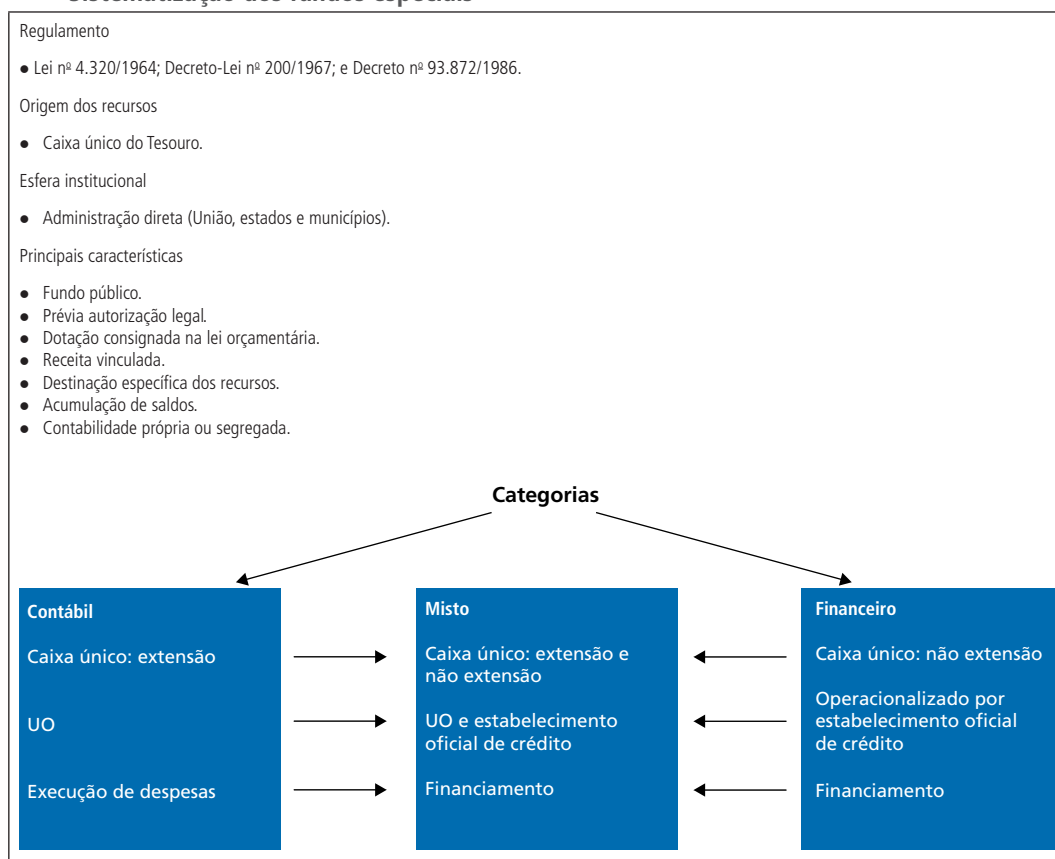 Sistematização dos fundos especiais
Regulamento
● Lei nº 4.320/1964; Decreto-Lei nº 200/1967; e Decreto nº 93.872/1986.
Origem dos recursos
● Caixa único do Tesouro.
Esfera institucional
● Administração direta (União, estados e municípios).
Principais características
● Fundo público.
● Prévia autorização legal.
● Dotação consignada na lei orçamentária.
● Receita vinculada.
● Destinação específica dos recursos.
● Acumulação de saldos.
● Contabilidade própria ou segregada.
Categorias
Contábil
Caixa único: extensão
UO
Execução de despesas
Misto
Caixa único: extensão e
não extensão
UO e estabelecimento
oficial de crédito
Financiamento
Financeiro
Caixa único: não extensão
Operacionalizado por
estabelecimento oficial
de crédito
Financiamento